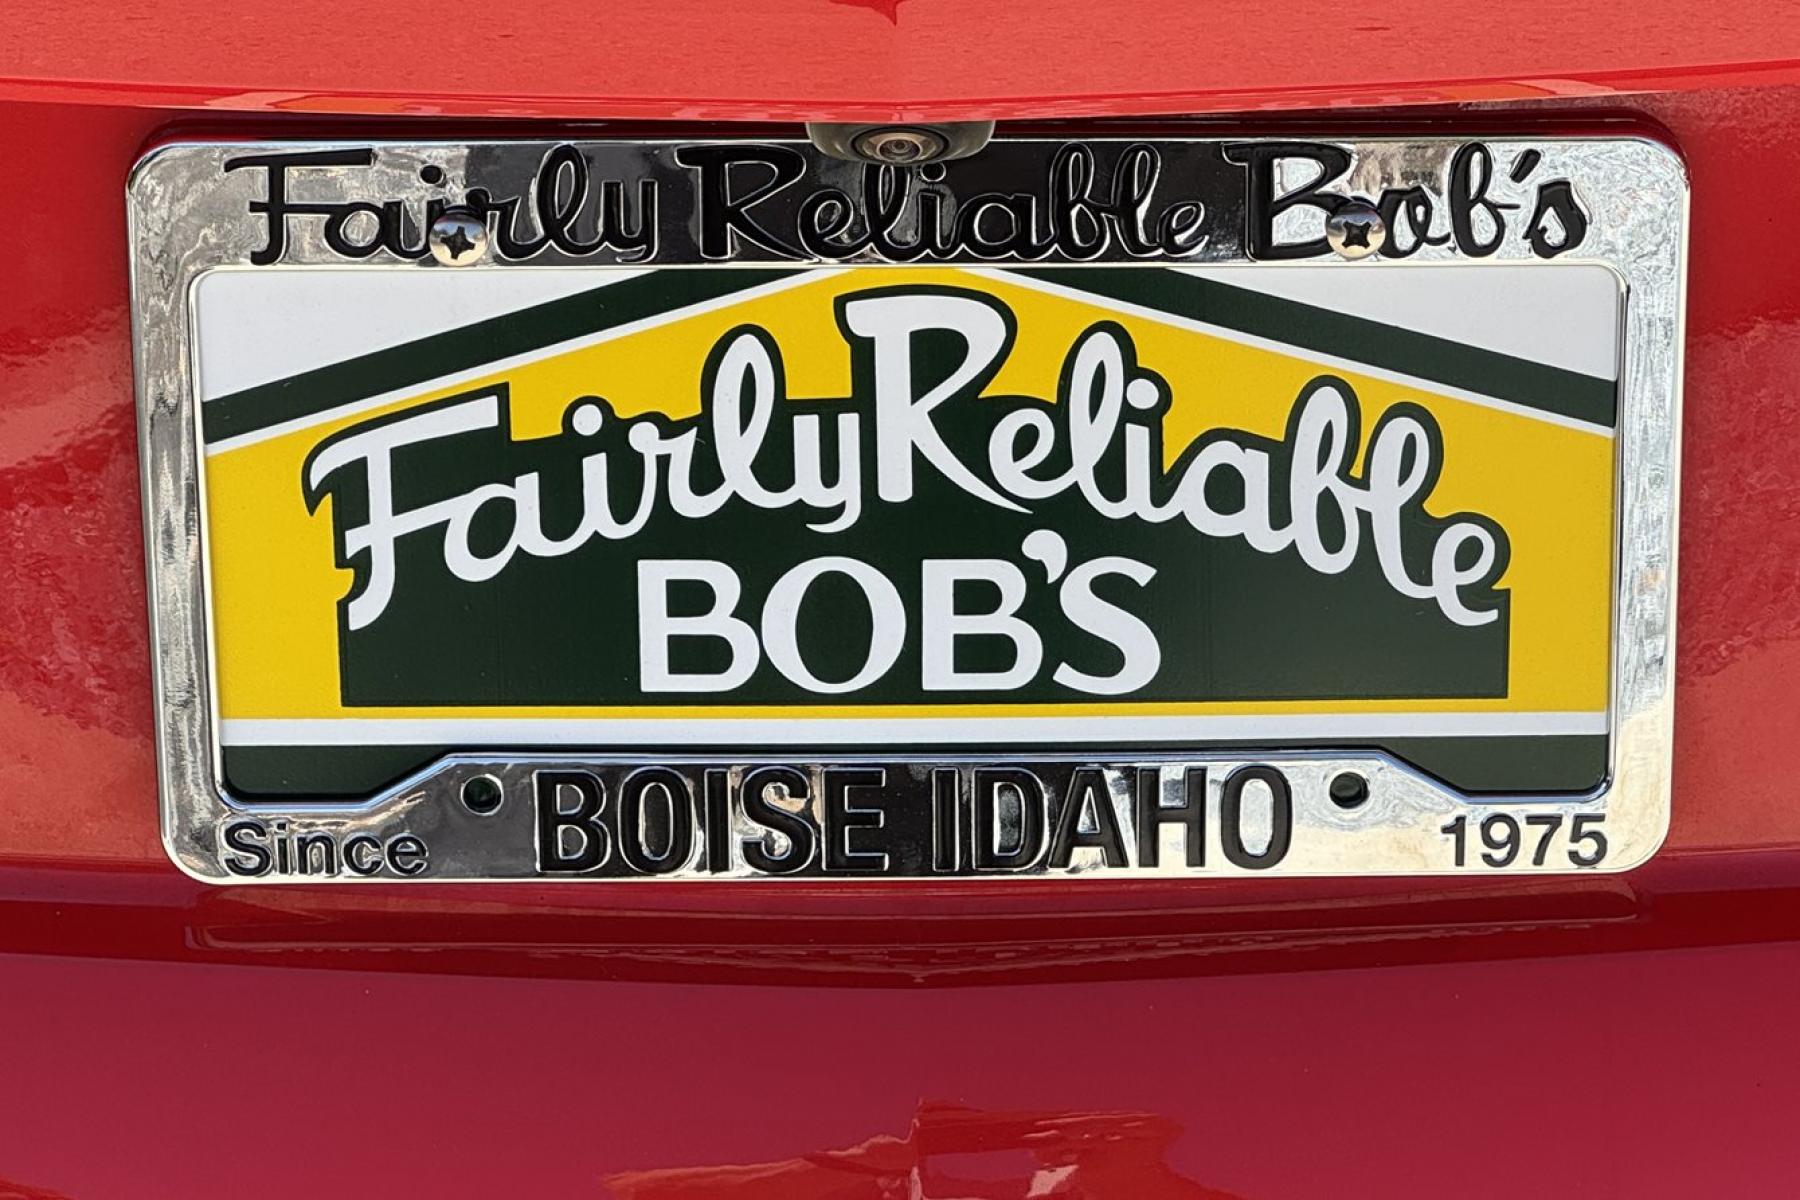 Fairly Reliable Bob's
Fairly Reliable
BOB'S
Since BOISE IDAHO 1975